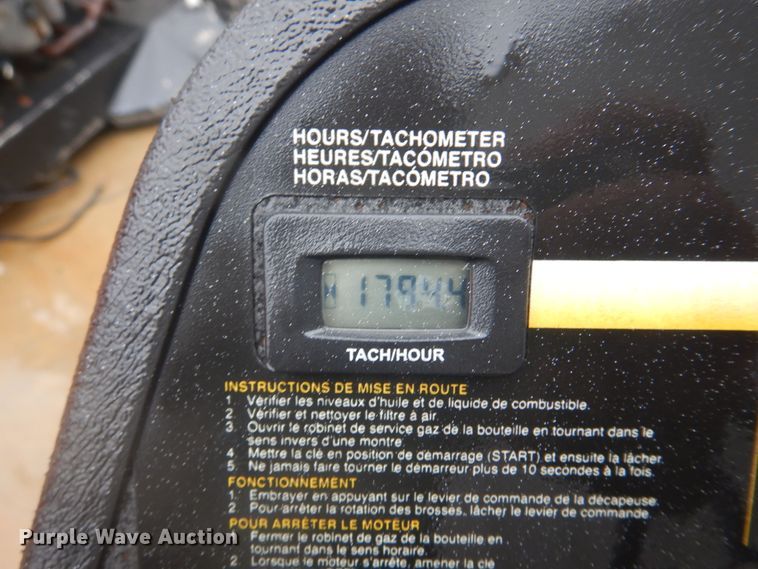 HOURS/TACHOMETER
HEURES/TACÓMETRO
HORAS/TACÓMETRO
1794.4
TACH/HOUR
INSTRUCTIONS DE MISE EN ROUTE
1. Vérifier les niveaux d'huile et de liquide de combustible.
2. Vérifier et nettoyer le filtre à air.
3. Ouvrir le robinet de service gaz de la bouteille en tournant dans le
sens invers d'une montre.
4. Mettre la clé en position de démarrage (START) et ensuite la lâcher.
5. Ne jamais faire tourner le démarreur plus de 10 secondes à la fois.
FONCTIONNEMENT
1. Embrayer en appuyant sur le levier de commande de la décapeuse.
2. Pour arrêter la rotation des brosses, lâcher le levier de commande
POUR ARRÊTER LE MOTEUR
Fermer le robinet de gaz de la bouteille en
tournant dans le sens horaire.
2. Lorsque le moteur s'arrête, amener la clé
Purple Wave Auction